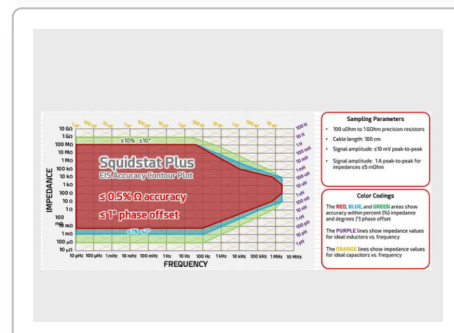 ≤10% ≤10°
Squidstat Plus
EIS Accuracy Contour Plot
≤ 0.5% Ω accuracy
≤ 1° phase offset
≤1% ≤2°
IMPEDANCE
10 GΩ
1 GΩ
100 MΩ
10 MΩ
1 MΩ
100 kΩ
10 kΩ
1 kΩ
100 Ω
10 Ω
1 Ω
100 mΩ
10 mΩ
1 mΩ
100 µΩ
10 µΩ
100 H
10 H
1 H
10 µHz 100 µHz 1 mHz 10 mHz 100 mHz 1 Hz 10 Hz 100 Hz 1 kHz 10 kHz 100 kHz 1 MHz 10 MHz
FREQUENCY
Sampling Parameters
• 100 uOhm to 1 GOhm precision resistors
• Cable length: 100 cm
• Signal amplitude: ≤10 mV peak-to-peak
• Signal amplitude: 1A peak-to-peak for
impedances ≤5 mOhm
Color Codings
The RED, BLUE, and GREEN areas show
accuracy within percent (%) impedance
and degrees (°) phase offset
The PURPLE lines show impedance values
for ideal inductors vs. frequency
The ORANGE lines show impedance values
for ideal capacitors vs. frequency